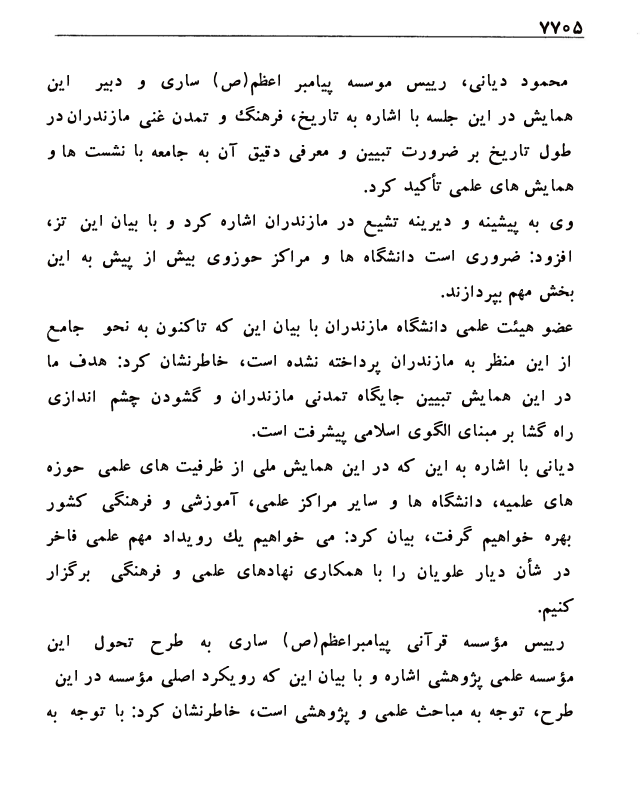 ۷۷۰۵
محمود دیانی، رییس موسسه پیامبر اعظم(ص) ساری و دبیر این
همایش در این جلسه با اشاره به تاریخ، فرهنگ و تمدن غنی مازندران در
طول تاریخ بر ضرورت تبیین و معرفی دقیق آن به جامعه با نشست ها و
همایش های علمی تأکید کرد.
وی به پیشینه و دیرینه تشیع در مازندران اشاره کرد و با بیان این تز،
افزود: ضروری است دانشگاه ها و مراکز حوزوی بیش از پیش به این
بخش مهم بپردازند.
عضو هیئت علمی دانشگاه مازندران با بیان این که تاکنون به نحو جامع
از این منظر به مازندران پرداخته نشده است، خاطرنشان کرد: هدف ما
در این همایش تبیین جایگاه تمدنی مازندران و گشودن چشم اندازی
راه گشا بر مبنای الگوی اسلامی پیشرفت است.
دیانی با اشاره به این که در این همایش ملی از ظرفیت های علمی حوزه
های علمیه، دانشگاه ها و سایر مراکز علمی، آموزشی و فرهنگی کشور
بهره خواهیم گرفت، بیان کرد: می خواهیم یك رویداد مهم علمی فاخر
در شأن دیار علویان را با همکاری نهادهای علمی و فرهنگی برگزار
کنیم.
رییس مؤسسه قرآنی پیامبراعظم(ص) ساری به طرح تحول این
مؤسسه علمی پژوهشی اشاره و با بیان این که رویکرد اصلی مؤسسه در این
طرح، توجه به مباحث علمی و پژوهشی است، خاطرنشان کرد: با توجه به